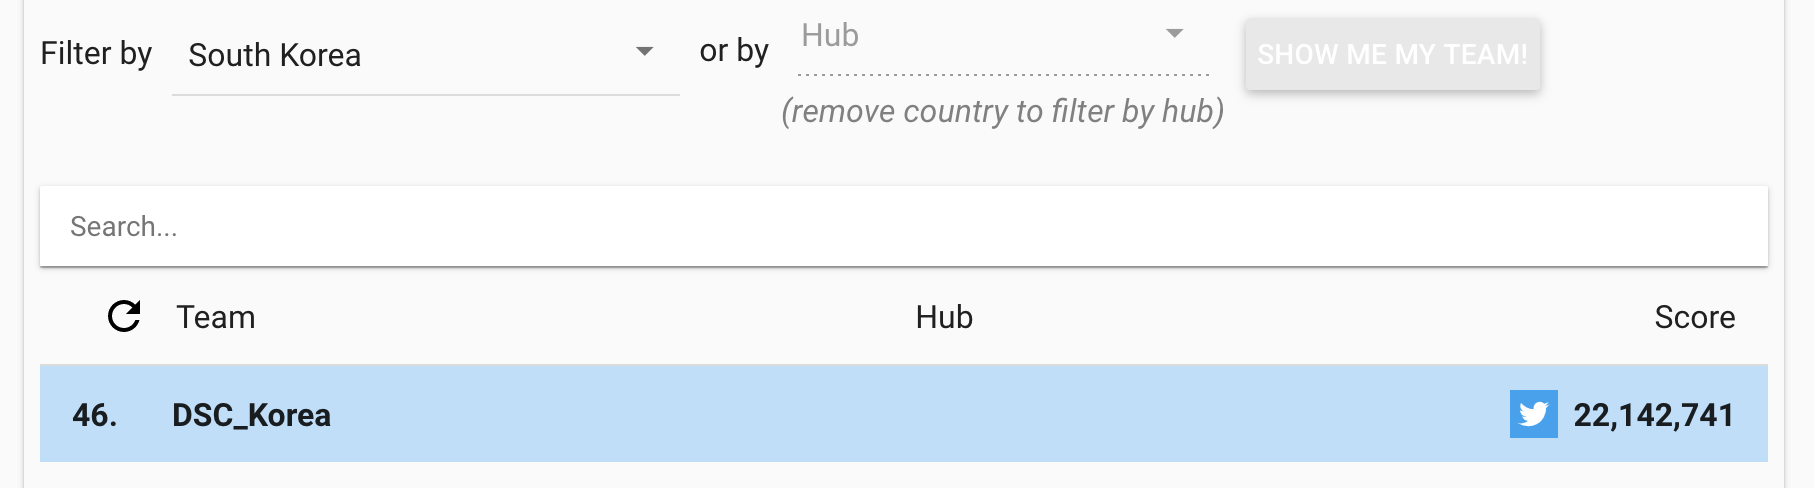 Filter by South Korea or by Hub SHOW ME MY TEAM!
(remove country to filter by hub)
Search...
Team Hub Score
46. DSC_Korea 22,142,741